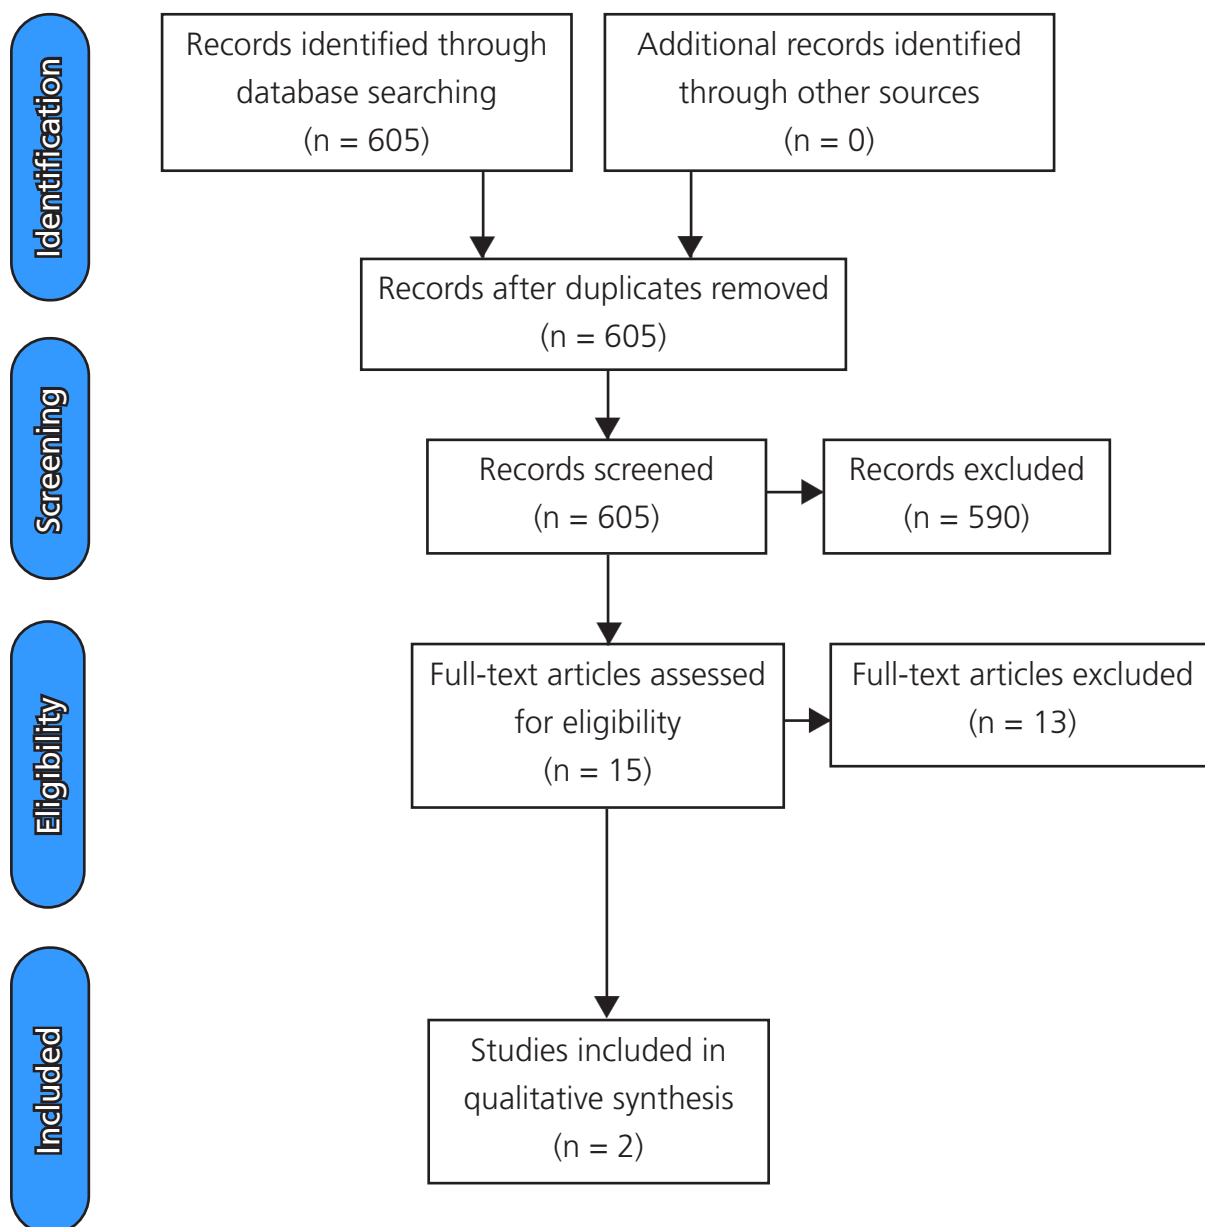 Identification
Records identified through
database searching
(n = 605)
Additional records identified
through other sources
(n = 0)
Records after duplicates removed
(n = 605)
Screening
Records screened
(n = 605)
Records excluded
(n = 590)
Eligibility
Full-text articles assessed
for eligibility
(n = 15)
Full-text articles excluded
(n = 13)
Included
Studies included in
qualitative synthesis
(n = 2)